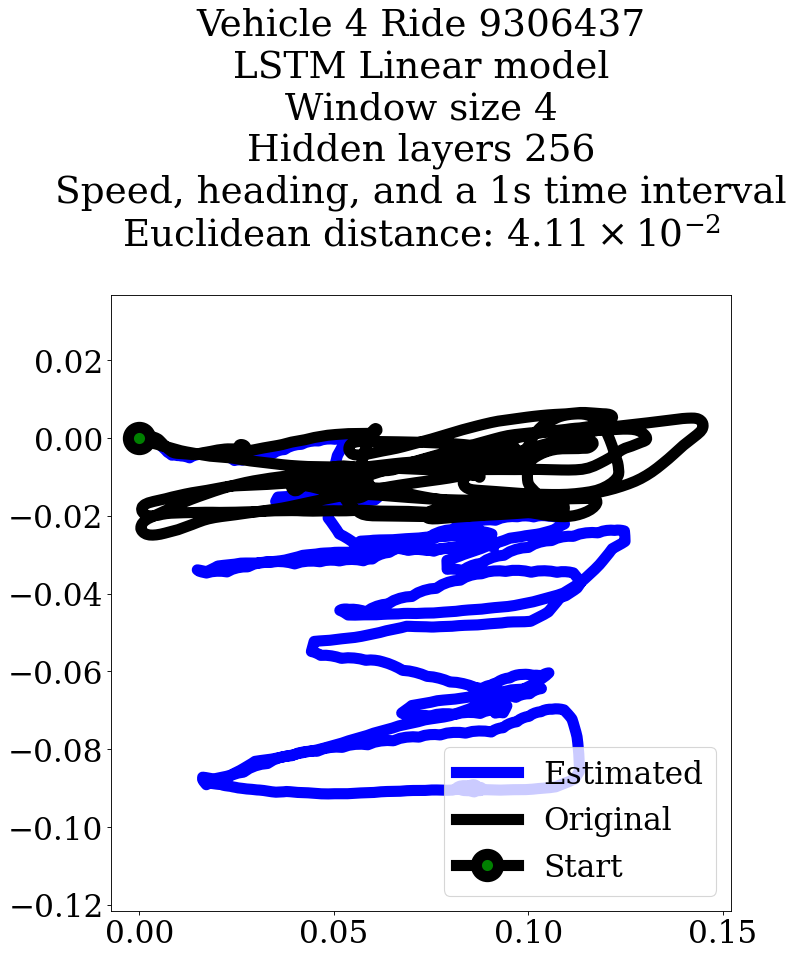 Vehicle 4 Ride 9306437
LSTM Linear model
Window size 4
Hidden layers 256
Speed, heading, and a 1s time interval
Euclidean distance: 4.11 × 10⁻²
0.02
0.00
−0.02
−0.04
−0.06
−0.08
−0.10
−0.12
0.00 0.05 0.10 0.15
Estimated
Original
Start